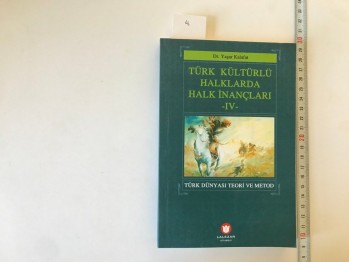 Dr. Yaşar Kalafat
TÜRK KÜLTÜRLÜ
HALKLARDA
HALK İNANÇLARI
-IV-
TÜRK DÜNYASI TEORİ VE METOD